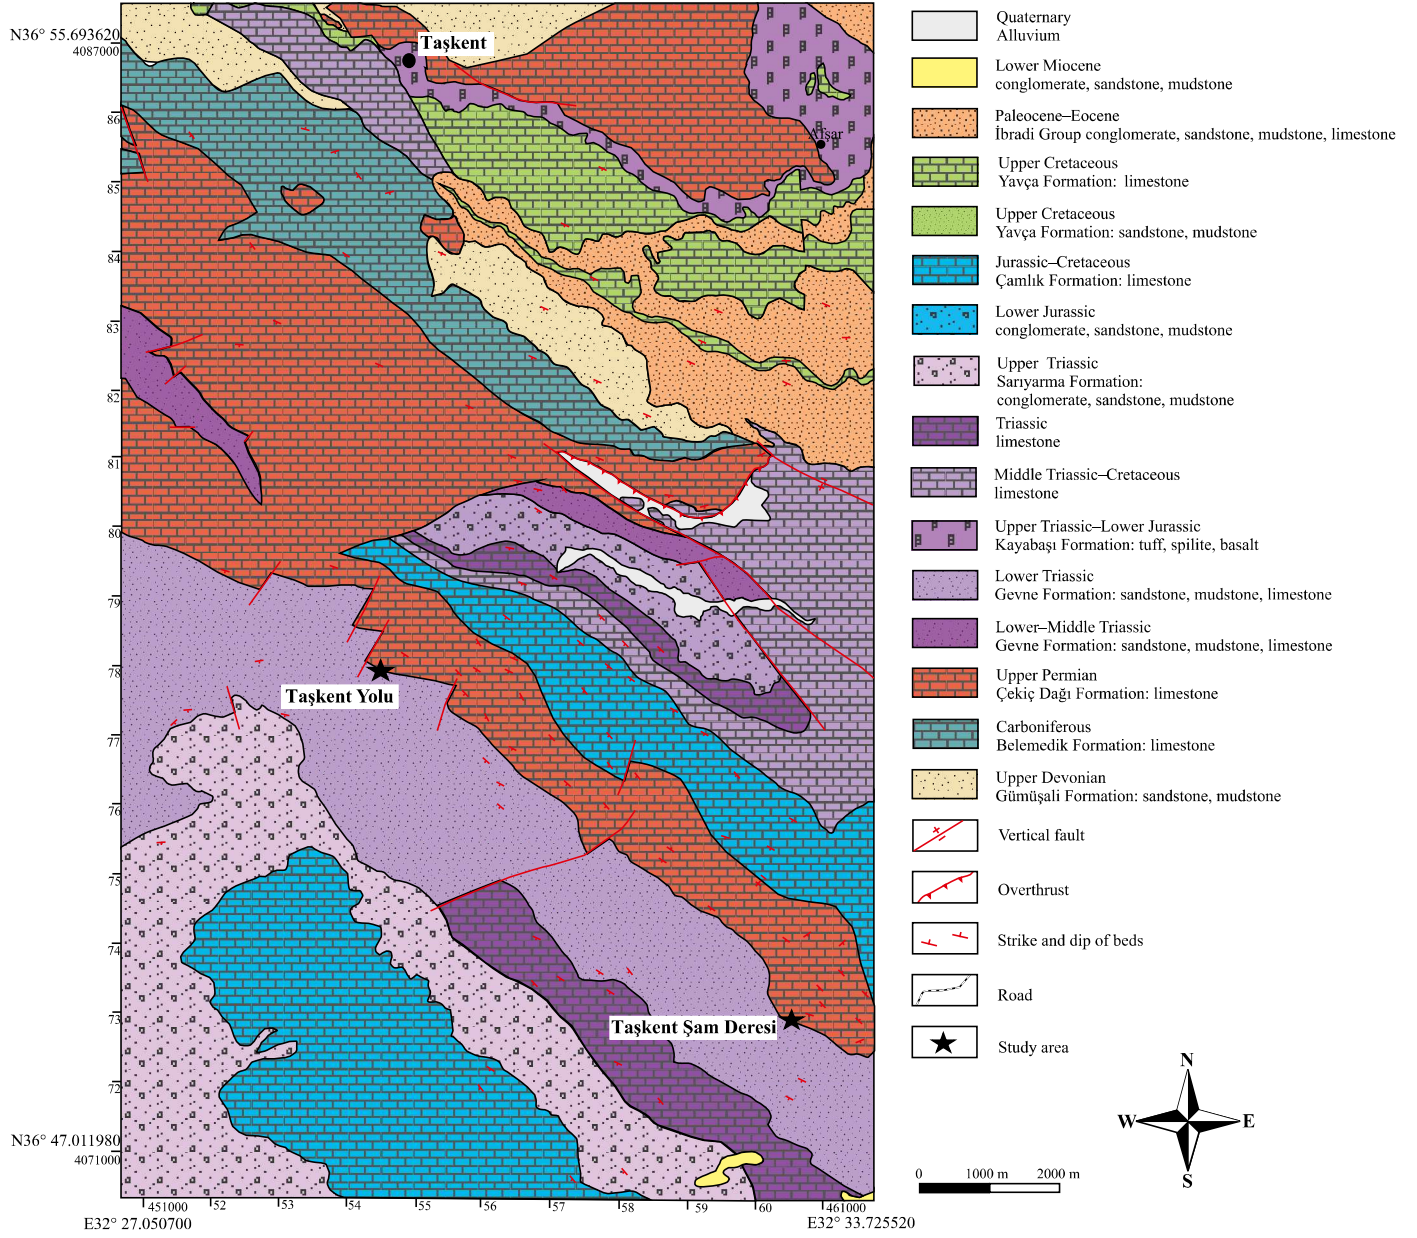 N36° 55.693620
4087000
86
85
84
83
82
81
80
79
78
77
76
75
74
73
72
N36° 47.011980
4071000
451000
52
53
54
55
56
57
58
59
60
461000
E32° 27.050700
E32° 33.725520
Taşkent
Afşar
Taşkent Yolu
Taşkent Şam Deresi
Quaternary
Alluvium
Lower Miocene
conglomerate, sandstone, mudstone
Paleocene–Eocene
İbradi Group conglomerate, sandstone, mudstone, limestone
Upper Cretaceous
Yavça Formation: limestone
Upper Cretaceous
Yavça Formation: sandstone, mudstone
Jurassic–Cretaceous
Çamlık Formation: limestone
Lower Jurassic
conglomerate, sandstone, mudstone
Upper Triassic
Sarıyarma Formation:
conglomerate, sandstone, mudstone
Triassic
limestone
Middle Triassic–Cretaceous
limestone
Upper Triassic–Lower Jurassic
Kayabaşı Formation: tuff, spilite, basalt
Lower Triassic
Gevne Formation: sandstone, mudstone, limestone
Lower–Middle Triassic
Gevne Formation: sandstone, mudstone, limestone
Upper Permian
Çekiç Dağı Formation: limestone
Carboniferous
Belemedik Formation: limestone
Upper Devonian
Gümüşali Formation: sandstone, mudstone
Vertical fault
Overthrust
Strike and dip of beds
Road
Study area
N
W
E
S
0
1000 m
2000 m